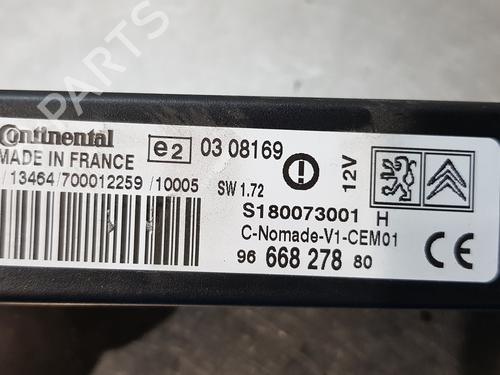 PARTS
Continental
MADE IN FRANCE
e2 03 08169
12V
/ 13464/700012259 /10005
SW 1.72
S180073001 H
C-Nomade-V1-CEM01
96 668 278 80
CE